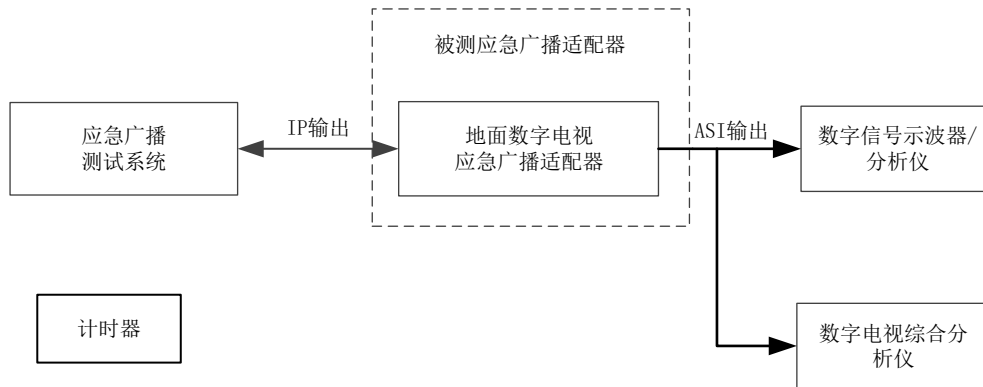 被测应急广播适配器
应急广播
测试系统
IP输出
地面数字电视
应急广播适配器
ASI输出
数字信号示波器/
分析仪
计时器
数字电视综合分
析仪